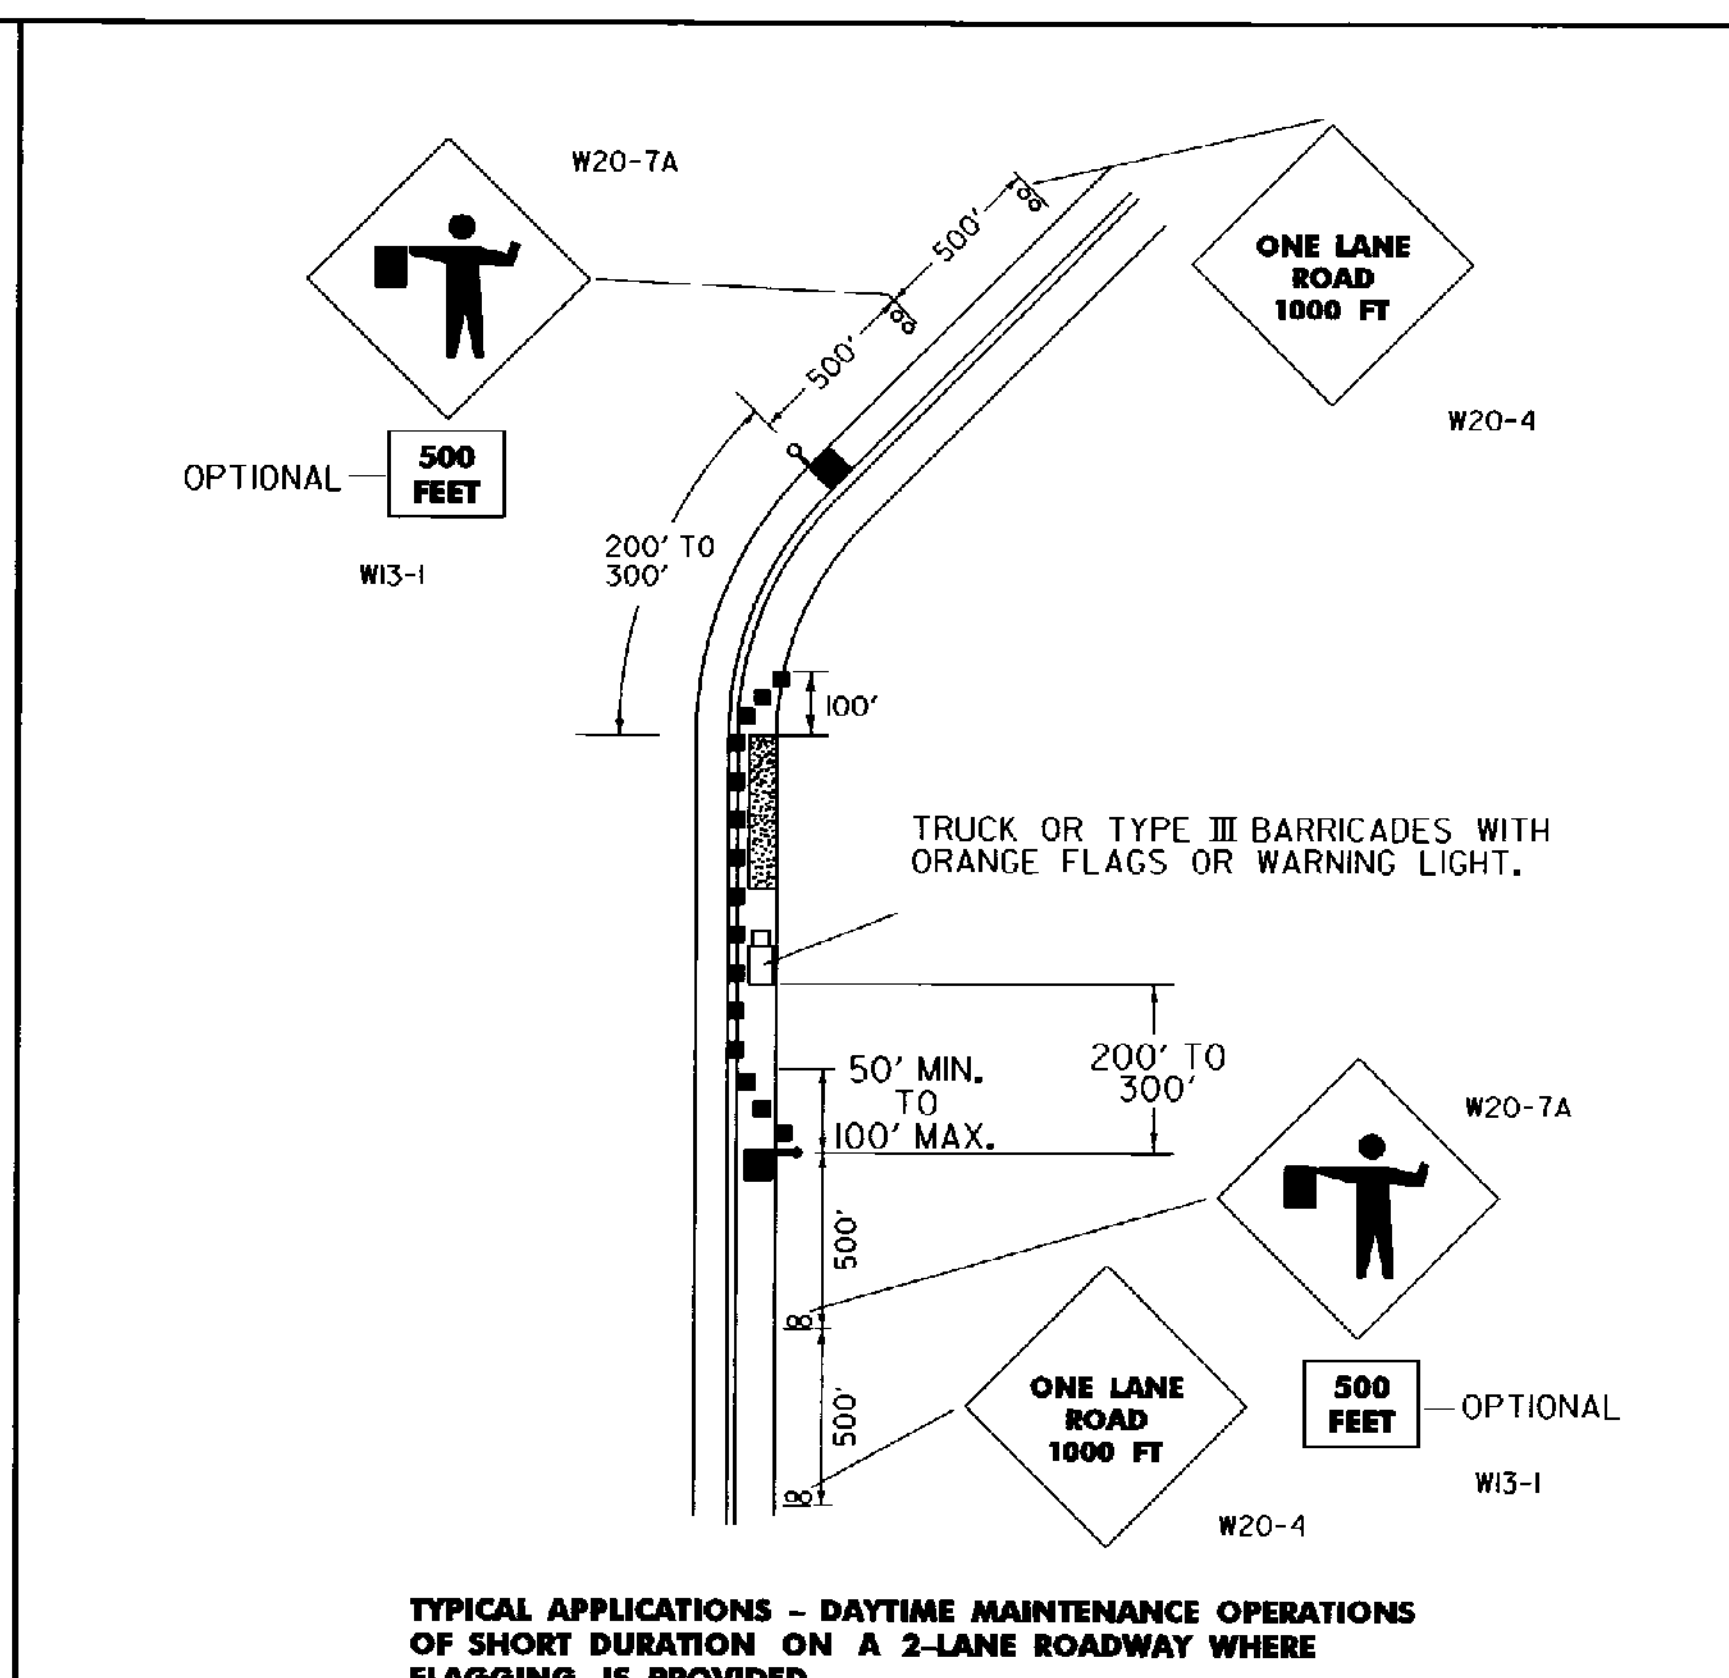 W20-7A
500'
ONE LANE
ROAD
1000 FT
500'
W20-4
OPTIONAL
500
FEET
200' TO
300'
W13-1
100'
TRUCK OR TYPE III BARRICADES WITH
ORANGE FLAGS OR WARNING LIGHT.
50' MIN.
TO
100' MAX.
200' TO
300'
W20-7A
500'
500'
ONE LANE
ROAD
1000 FT
500
FEET
OPTIONAL
W13-1
W20-4
TYPICAL APPLICATIONS - DAYTIME MAINTENANCE OPERATIONS
OF SHORT DURATION ON A 2-LANE ROADWAY WHERE
FLAGGING IS PROVIDED